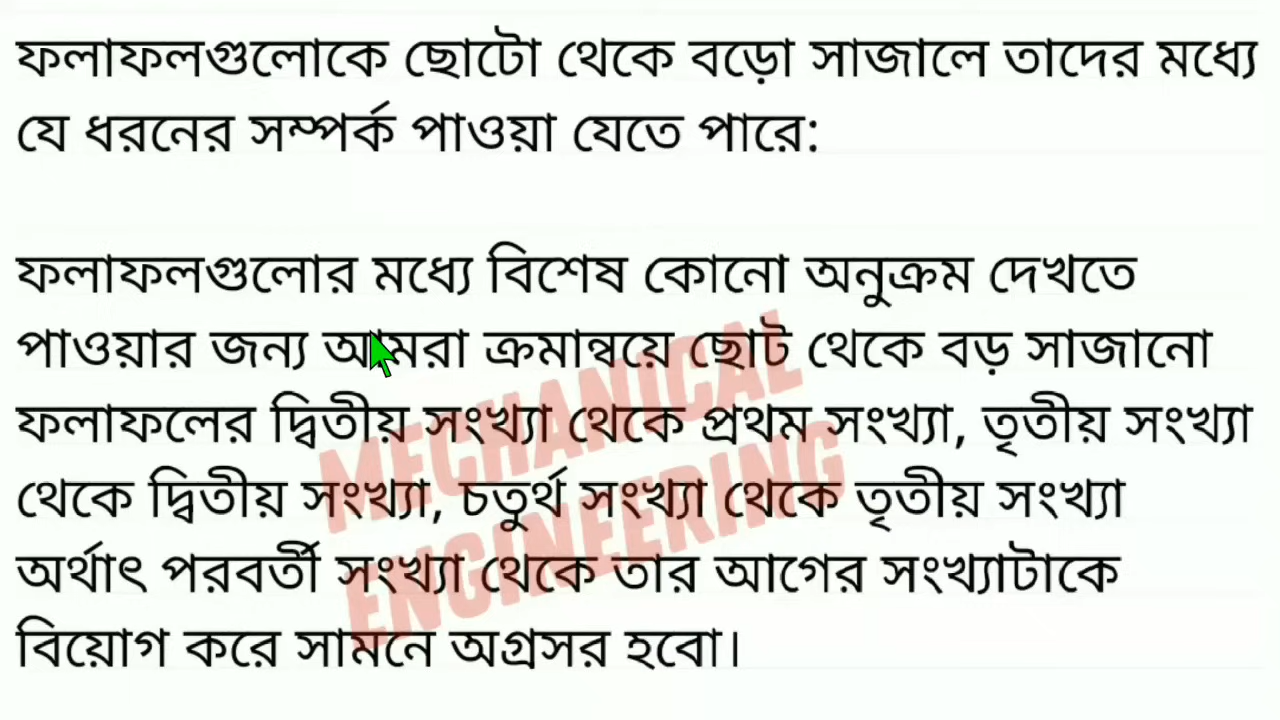 ফলাফলগুলোকে ছোটো থেকে বড়ো সাজালে তাদের মধ্যে
যে ধরনের সম্পর্ক পাওয়া যেতে পারে:
ফলাফলগুলোর মধ্যে বিশেষ কোনো অনুক্রম দেখতে
পাওয়ার জন্য আমরা ক্রমান্বয়ে ছোট থেকে বড় সাজানো
ফলাফলের দ্বিতীয় সংখ্যা থেকে প্রথম সংখ্যা, তৃতীয় সংখ্যা
থেকে দ্বিতীয় সংখ্যা, চতুর্থ সংখ্যা থেকে তৃতীয় সংখ্যা
অর্থাৎ পরবর্তী সংখ্যা থেকে তার আগের সংখ্যাটাকে
বিয়োগ করে সামনে অগ্রসর হবো।
MECHANICAL
ENGINEERING